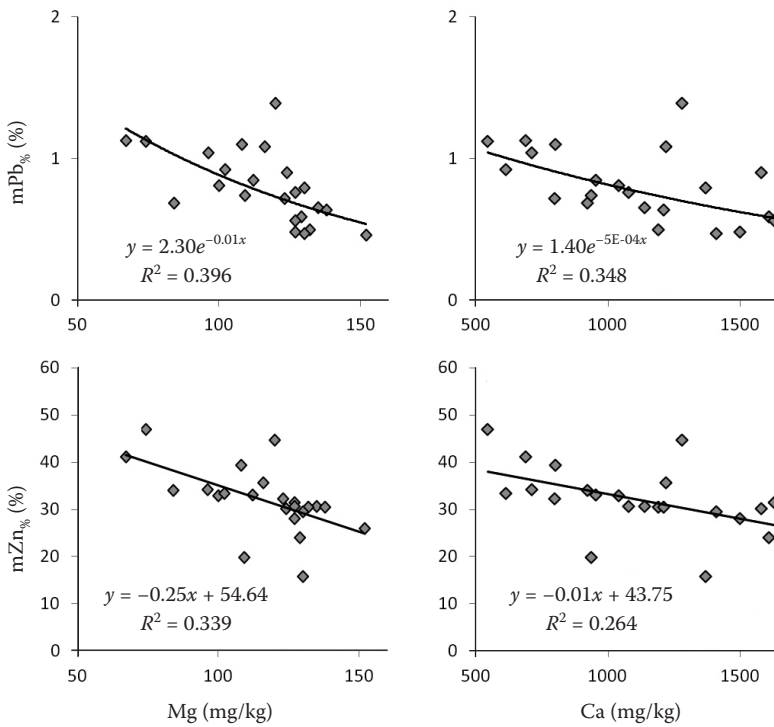 2
2
mPb% (%)
1
1
y = 2.30e^−0.01x
R² = 0.396
y = 1.40e^−5E-04x
R² = 0.348
0
0
50
100
150
500
1000
1500
60
60
50
50
40
40
mZn% (%)
30
30
20
20
10
10
y = −0.25x + 54.64
R² = 0.339
y = −0.01x + 43.75
R² = 0.264
0
0
50
100
150
500
1000
1500
Mg (mg/kg)
Ca (mg/kg)